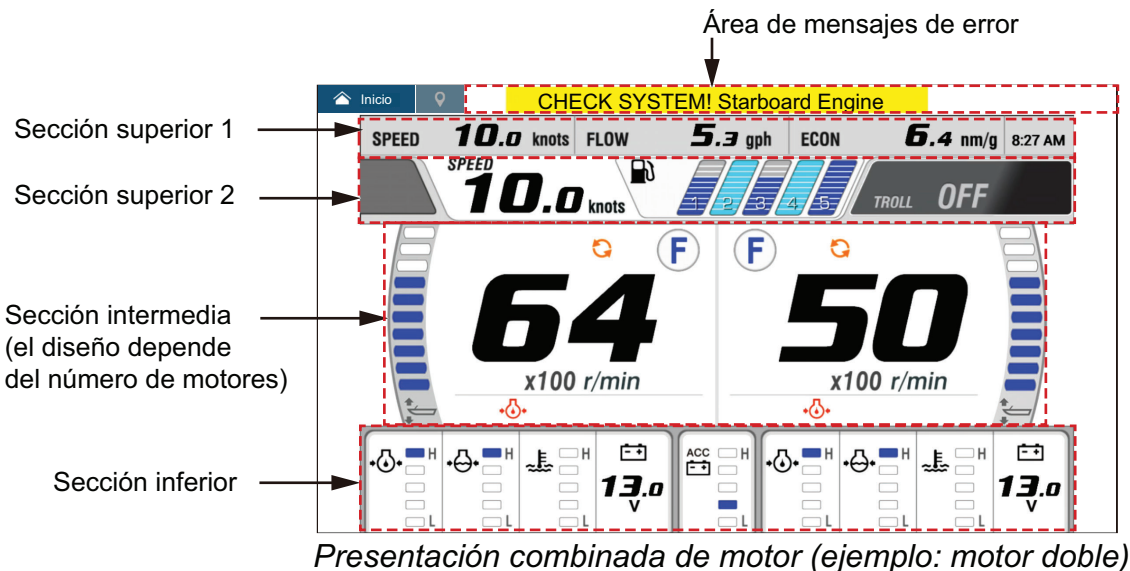 Área de mensajes de error
Inicio
CHECK SYSTEM! Starboard Engine
Sección superior 1
SPEED 10.0 knots FLOW 5.3 gph ECON 6.4 nm/g 8:27 AM
Sección superior 2
SPEED
10.0 knots
1 2 3 4 5
TROLL OFF
F F
64 50
x100 r/min x100 r/min
Sección intermedia
(el diseño depende
del número de motores)
Sección inferior
H H H ACC H H H H
13.0 13.0
V V
L L L L L L L
Presentación combinada de motor (ejemplo: motor doble)